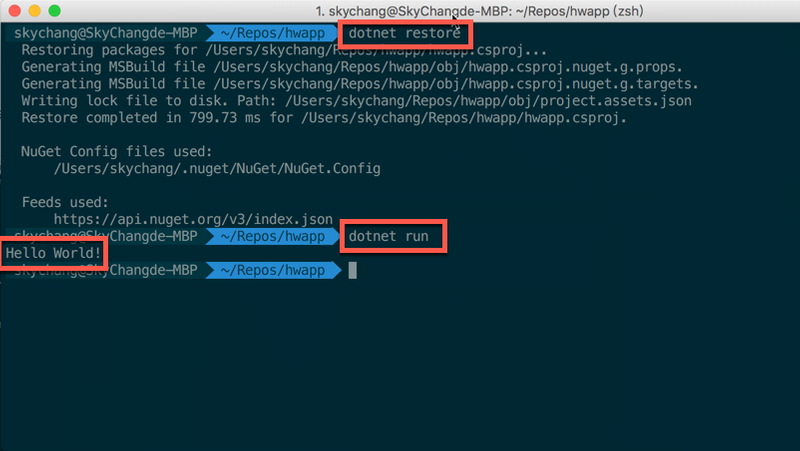 1. skychang@SkyChangde-MBP: ~/Repos/hwapp (zsh)
skychang@SkyChangde-MBP ~/Repos/hwapp dotnet restore
Restoring packages for /Users/skychang/Repos/hwapp/hwapp.csproj...
Generating MSBuild file /Users/skychang/Repos/hwapp/obj/hwapp.csproj.nuget.g.props.
Generating MSBuild file /Users/skychang/Repos/hwapp/obj/hwapp.csproj.nuget.g.targets.
Writing lock file to disk. Path: /Users/skychang/Repos/hwapp/obj/project.assets.json
Restore completed in 799.73 ms for /Users/skychang/Repos/hwapp/hwapp.csproj.
NuGet Config files used:
/Users/skychang/.nuget/NuGet/NuGet.Config
Feeds used:
https://api.nuget.org/v3/index.json
skychang@SkyChangde-MBP ~/Repos/hwapp dotnet run
Hello World!
skychang@SkyChangde-MBP ~/Repos/hwapp